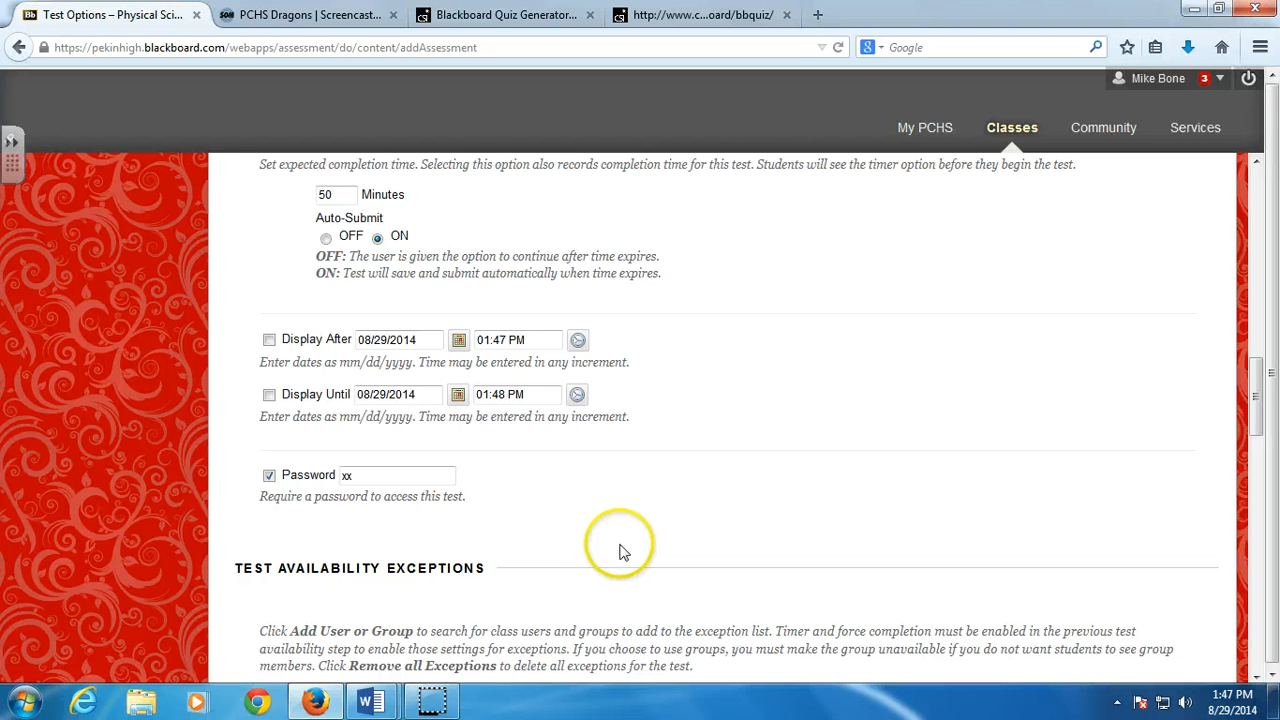 Bb Test Options – Physical Sci...
SOM PCHS Dragons | Screencast...
Blackboard Quiz Generator...
http://www.c...oard/bbquiz/
https://pekinhigh.blackboard.com/webapps/assessment/do/content/addAssessment
Google
Mike Bone 3
My PCHS Classes Community Services
Set expected completion time. Selecting this option also records completion time for this test. Students will see the timer option before they begin the test.
50 Minutes
Auto-Submit
OFF ON
OFF: The user is given the option to continue after time expires.
ON: Test will save and submit automatically when time expires.
Display After 08/29/2014 01:47 PM
Enter dates as mm/dd/yyyy. Time may be entered in any increment.
Display Until 08/29/2014 01:48 PM
Enter dates as mm/dd/yyyy. Time may be entered in any increment.
Password xx
Require a password to access this test.
TEST AVAILABILITY EXCEPTIONS
Click Add User or Group to search for class users and groups to add to the exception list. Timer and force completion must be enabled in the previous test
availability step to enable those settings for exceptions. If you choose to use groups, you must make the group unavailable if you do not want students to see group
members. Click Remove all Exceptions to delete all exceptions for the test.
1:47 PM
8/29/2014